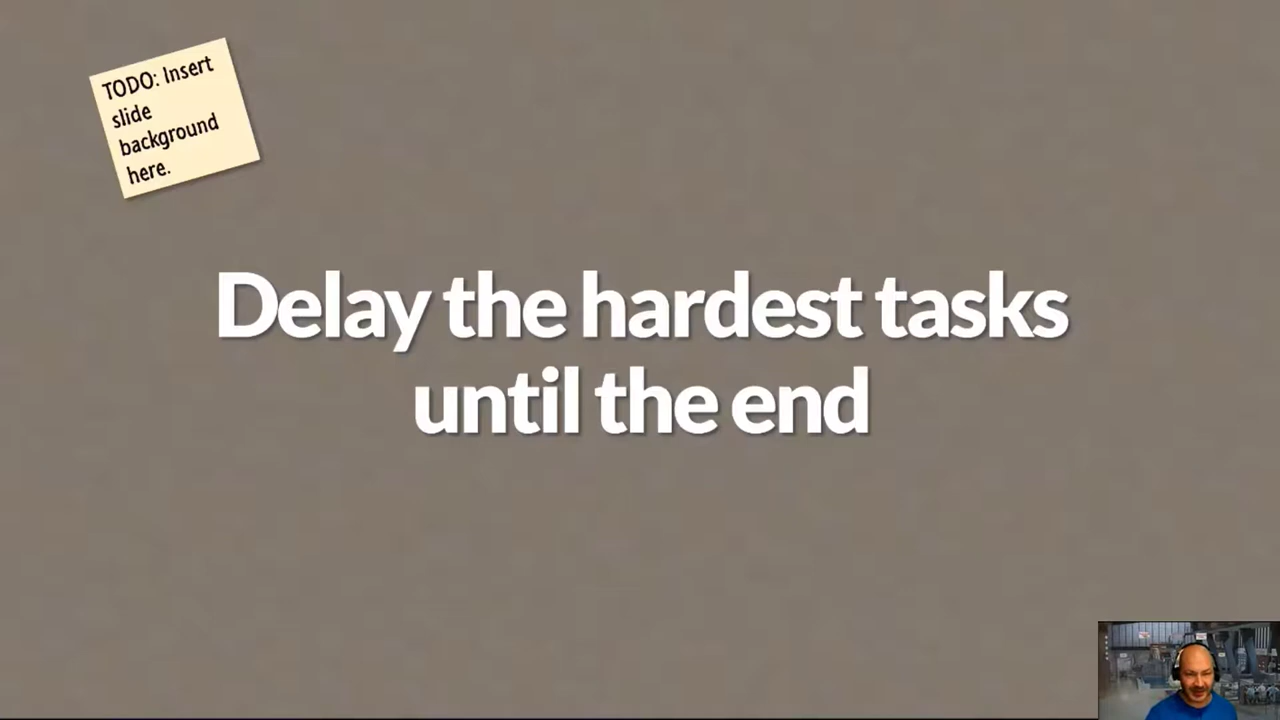 TODO: Insert
slide
background
here.
Delay the hardest tasks
until the end